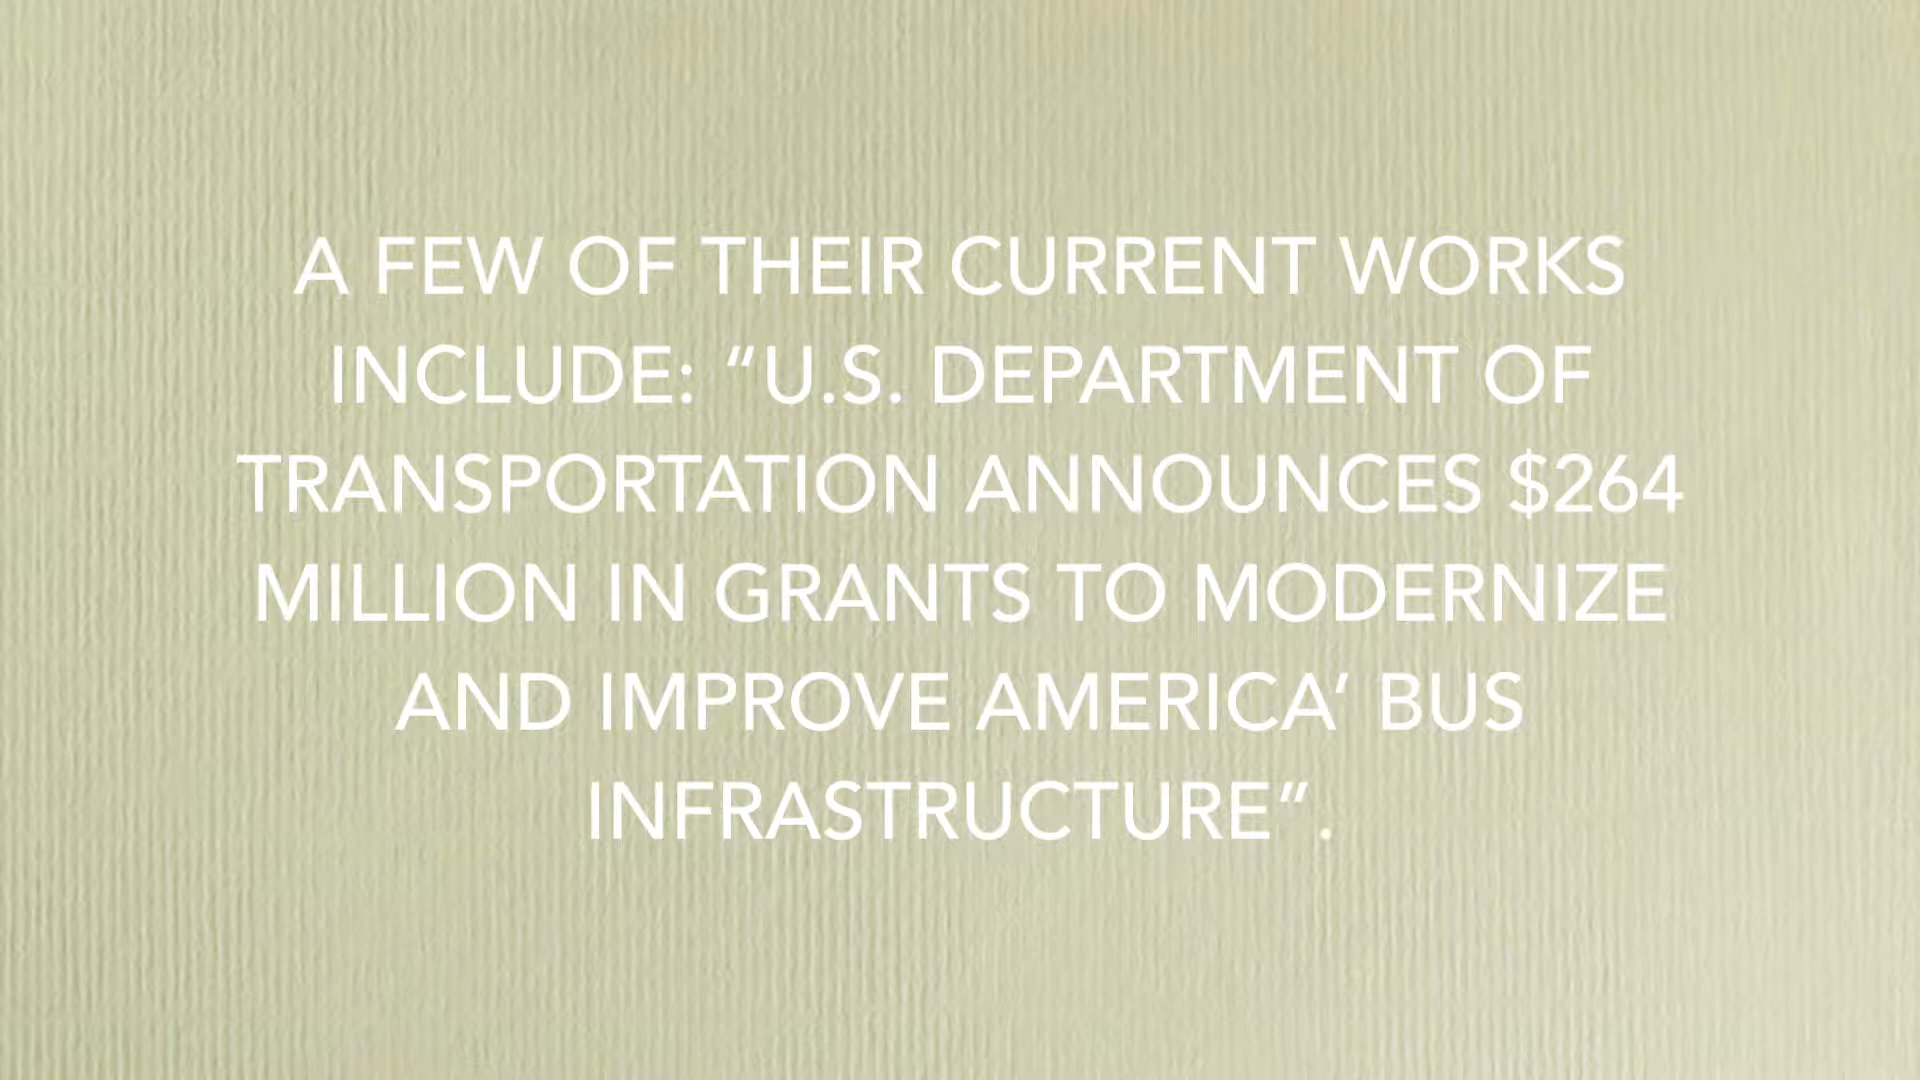 A FEW OF THEIR CURRENT WORKS
INCLUDE: “U.S. DEPARTMENT OF
TRANSPORTATION ANNOUNCES $264
MILLION IN GRANTS TO MODERNIZE
AND IMPROVE AMERICA’ BUS
INFRASTRUCTURE”.